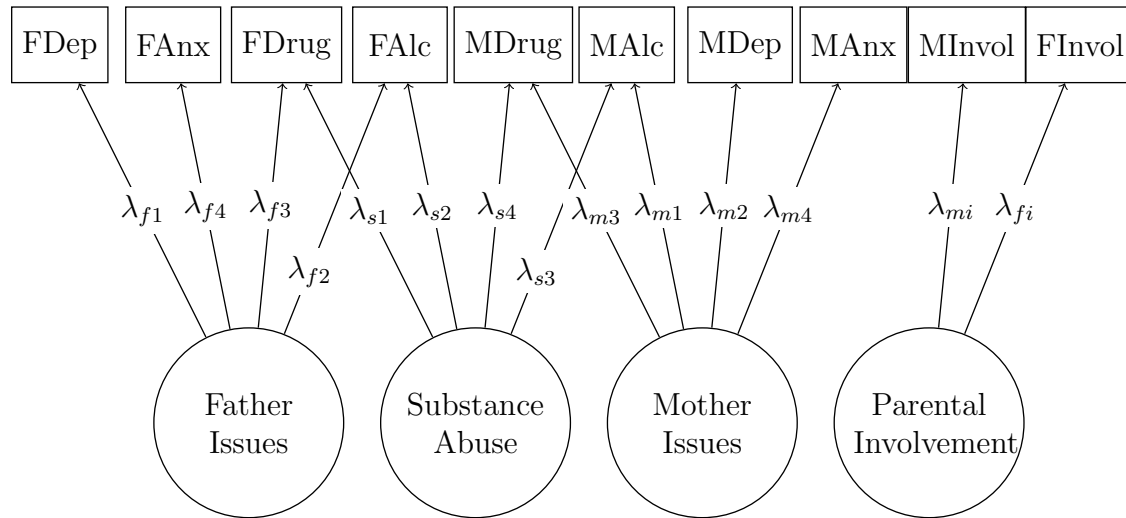 FDep FAnx FDrug FAlc MDrug MAlc MDep MAnx MInvol FInvol
λf1 λf4 λf3 λs1 λs2 λs4 λm3 λm1 λm2 λm4 λmi λfi
λf2 λs3
Father Substance Mother Parental
Issues Abuse Issues Involvement